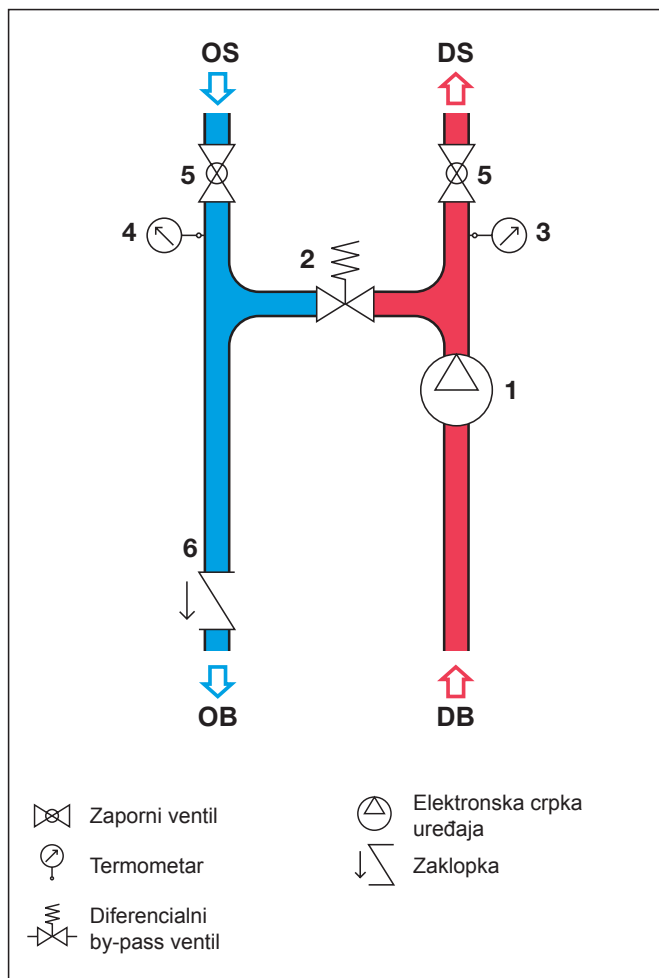 OS DS
5 5
4 2 3
1
6
OB DB
Zaporni ventil
Termometar
Diferencialni
by-pass ventil
Elektronska crpka
uređaja
Zaklopka